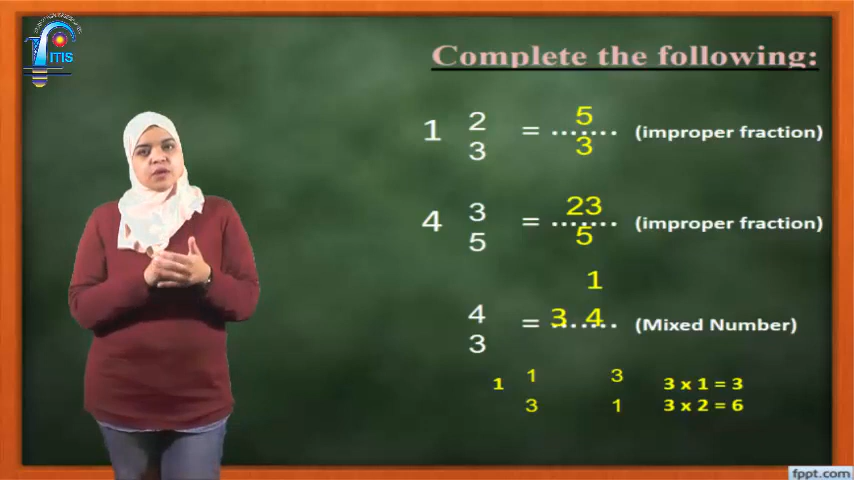 ITIS
Complete the following:
1 2 = ....... 5 (improper fraction)
3 3
4 3 = ....... 23 (improper fraction)
5 5
1
4 = 3 4 ....... (Mixed Number)
3
1 1 3 3 x 1 = 3
3 1 3 x 2 = 6
fppt.com